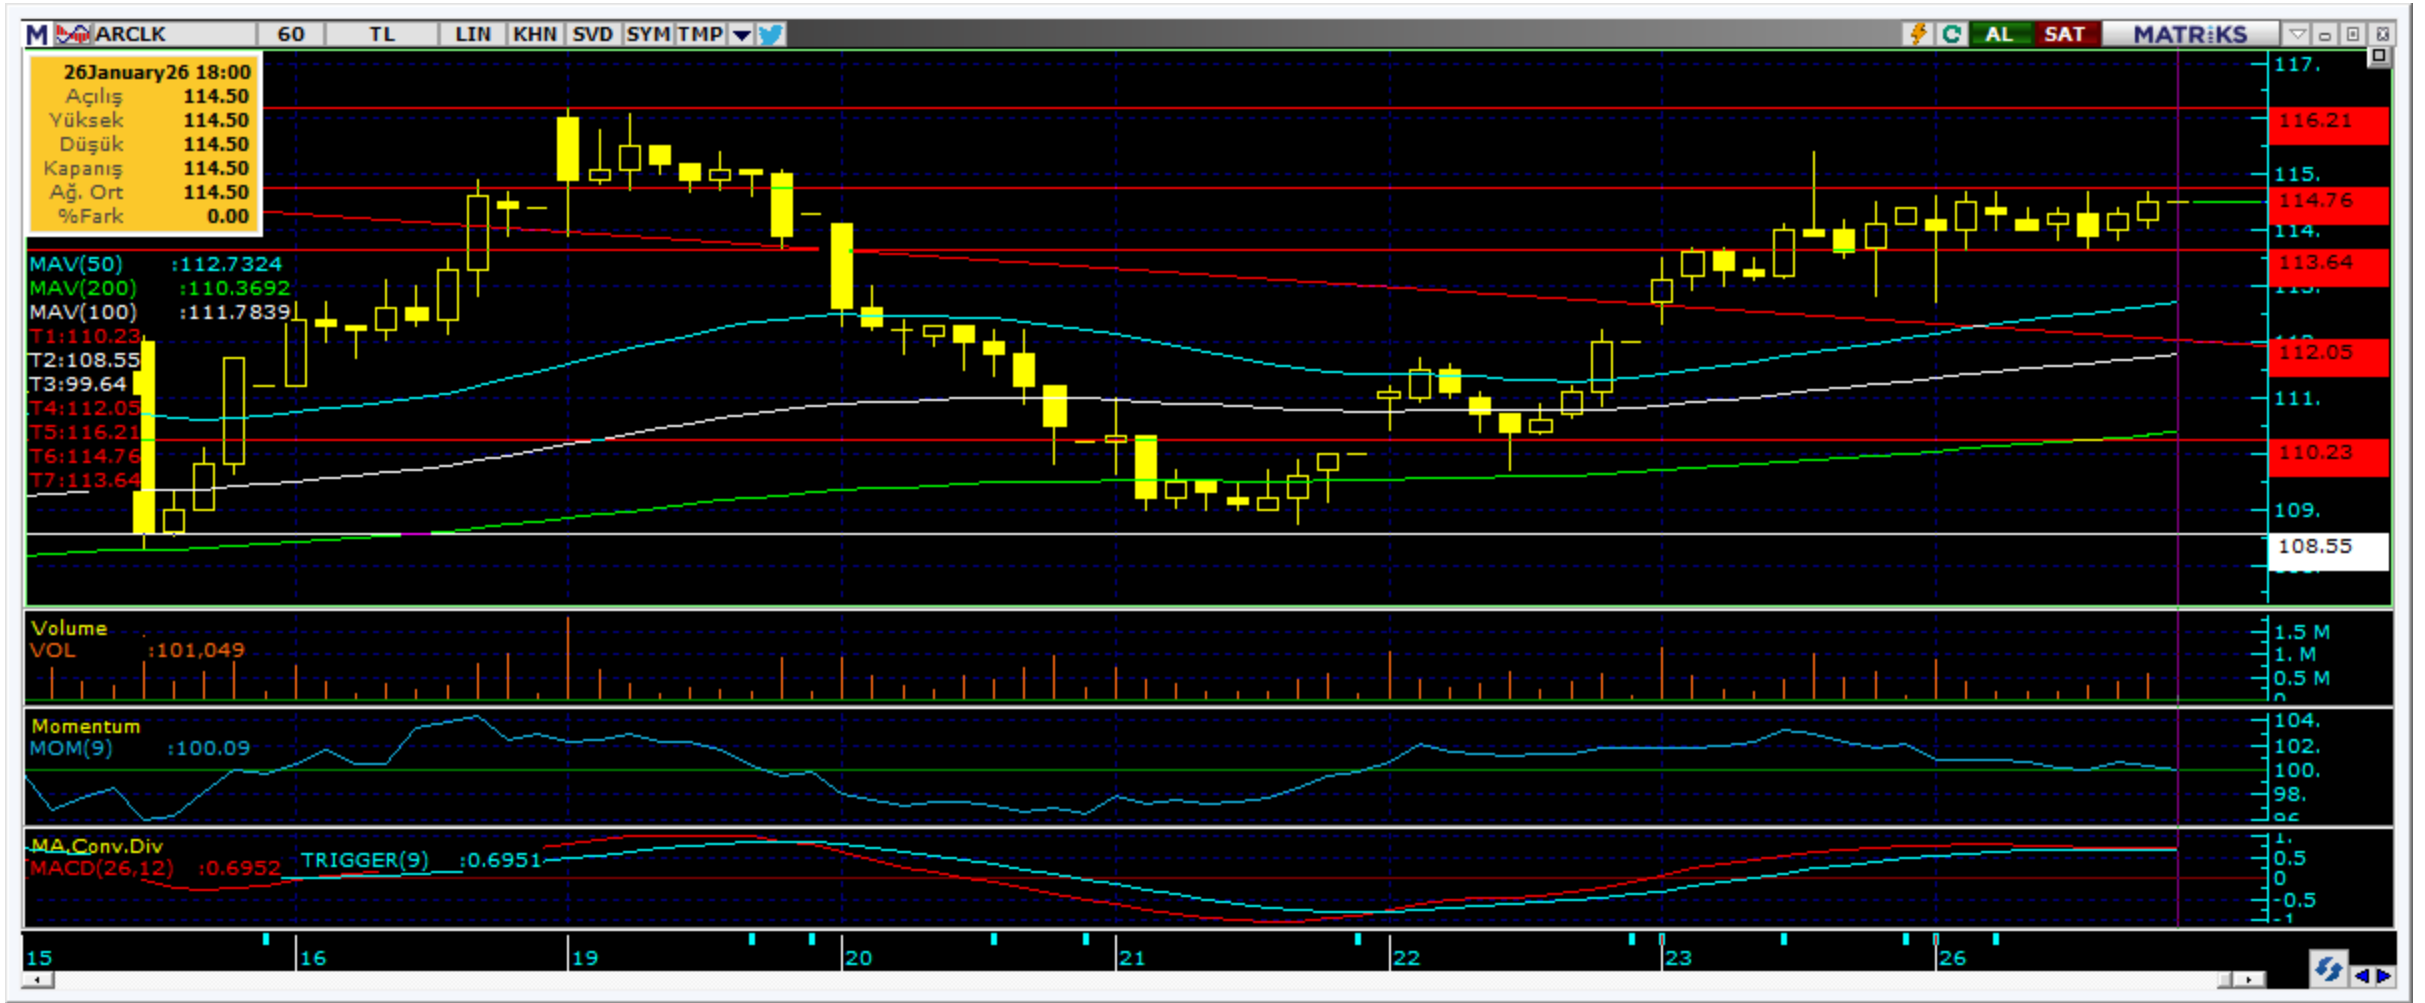 M ARCLK 60 TL LIN KHN SVD SYM TMP AL SAT MATRiKS
26January26 18:00
Açılış 114.50
Yüksek 114.50
Düşük 114.50
Kapanış 114.50
Ağ. Ort 114.50
%Fark 0.00
MAV(50) :112.7324
MAV(200) :110.3692
MAV(100) :111.7839
T1:110.23
T2:108.55
T3:99.64
T4:112.05
T5:116.21
T6:114.76
T7:113.64
117.
116.21
115.
114.76
114.
113.64
113.
112.05
111.
110.23
109.
108.55
Volume
VOL :101,049
1.5 M
1. M
0.5 M
0
Momentum
MOM(9) :100.09
104.
102.
100.
98.
96
MA.Conv.Div
MACD(26,12) :0.6952 TRIGGER(9) :0.6951
1.
0.5
0
-0.5
-1
15 16 19 20 21 22 23 26